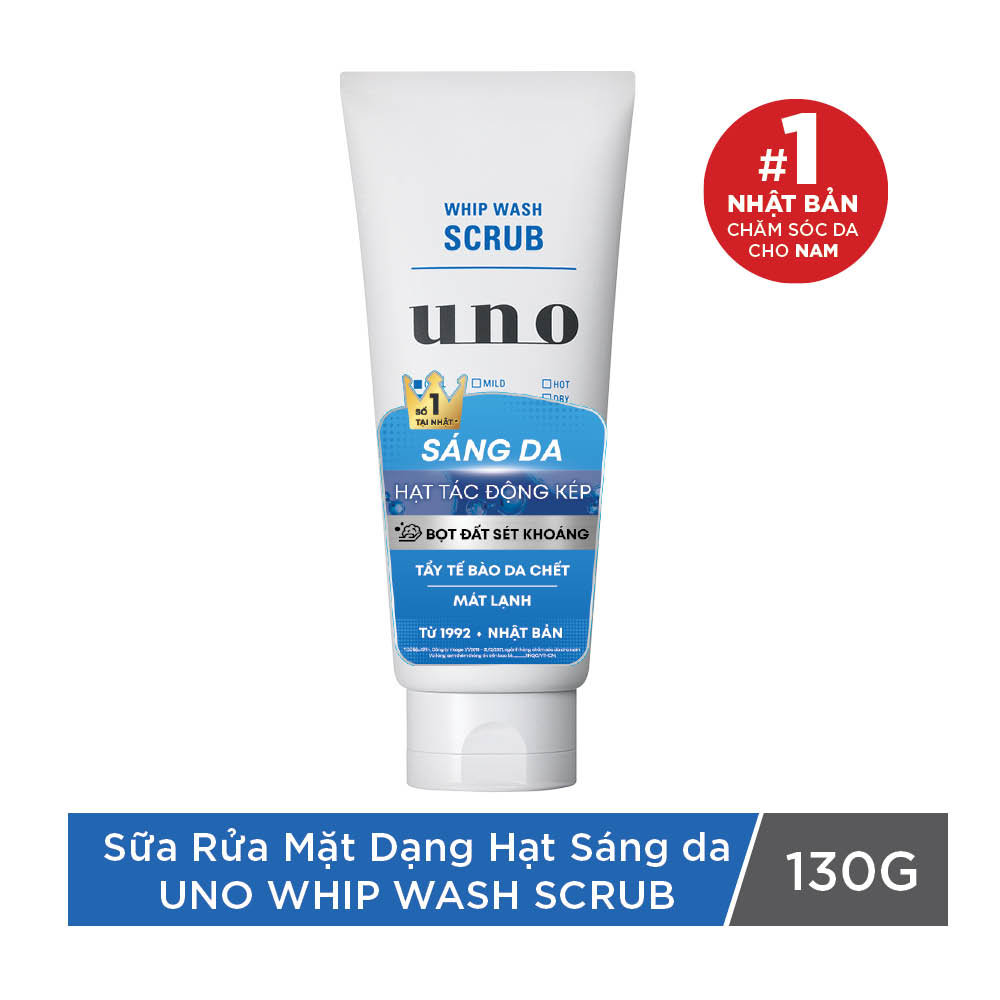 #1
NHẬT BẢN
CHĂM SÓC DA
CHO NAM
WHIP WASH
SCRUB
uno
MILD
HOT
DRY
SỐ 1
TẠI NHẬT*
SÁNG DA
HẠT TÁC ĐỘNG KÉP
BỌT ĐẤT SÉT KHOÁNG
TẨY TẾ BÀO DA CHẾT
MÁT LẠNH
TỪ 1992 • NHẬT BẢN
Sữa Rửa Mặt Dạng Hạt Sáng da
UNO WHIP WASH SCRUB
130G